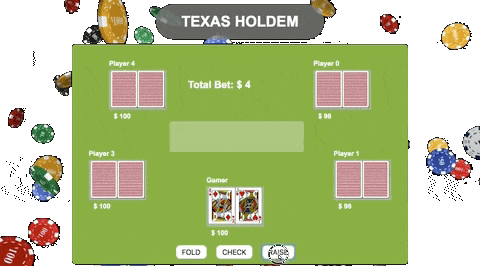 TEXAS HOLDEM
Player 4
Player 0
Total Bet: $ 4
$ 100
$ 98
Player 3
Player 1
Gamer
$ 100
$ 98
$ 100
FOLD
CHECK
RAISE